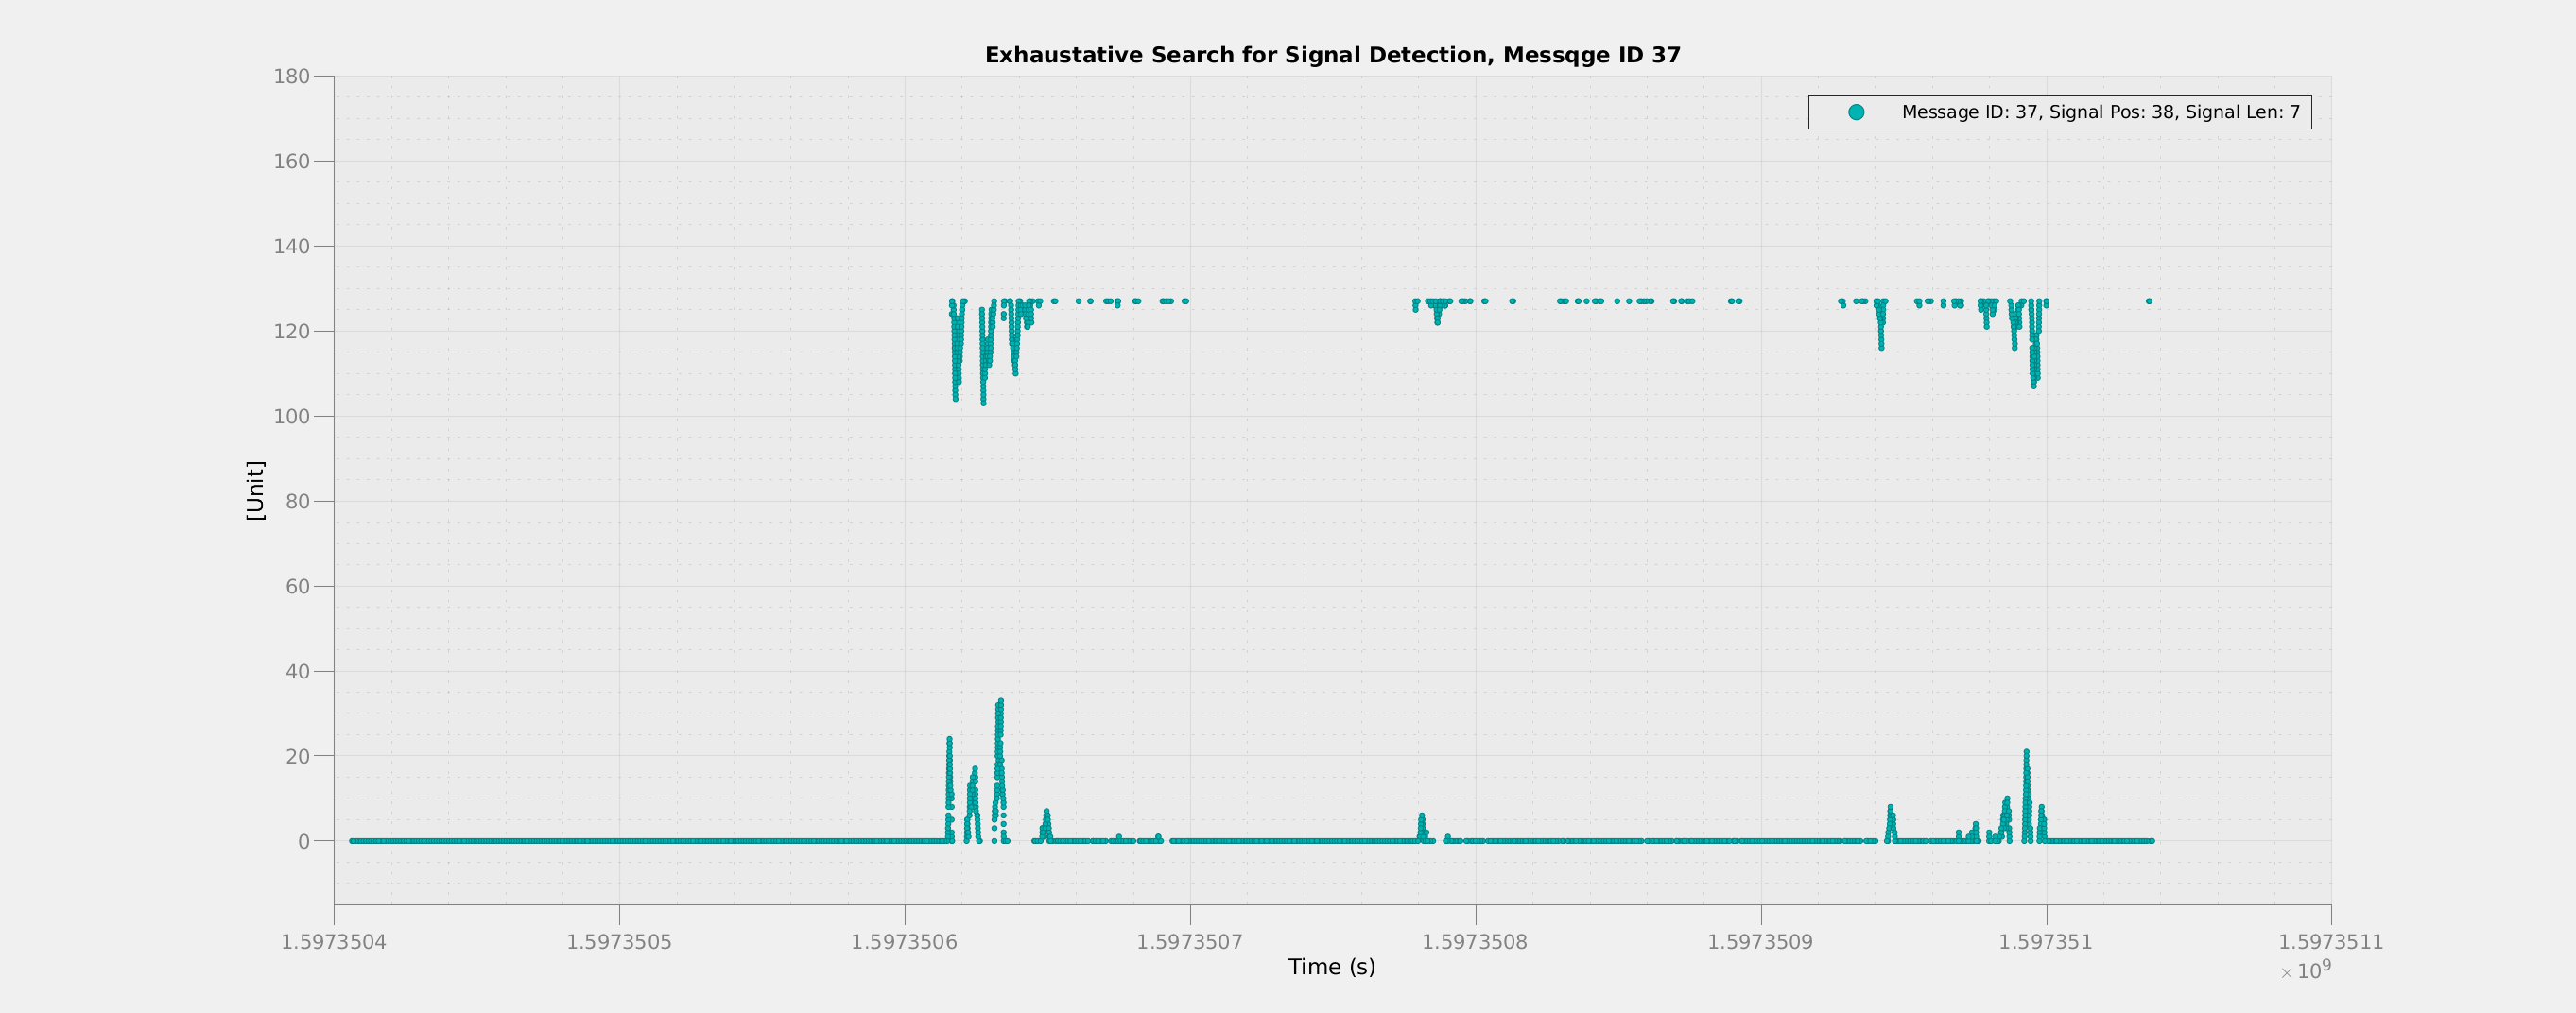 Exhaustative Search for Signal Detection, Messqge ID 37
Message ID: 37, Signal Pos: 38, Signal Len: 7
180
160
140
120
100
80
60
40
20
0
[Unit]
1.5973504 1.5973505 1.5973506 1.5973507 1.5973508 1.5973509 1.597351 1.5973511
Time (s)
× 10⁹